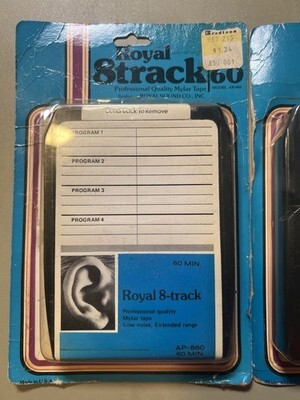 Royal
8track 60
Professional Quality Mylar Tape
ROYAL SOUND CO., INC.
Bend Back to Remove
PROGRAM 1
PROGRAM 2
PROGRAM 3
PROGRAM 4
60 MIN
Royal 8-track
Professional quality
Mylar tape
Low noise, Extended range
AP-660
60 MIN